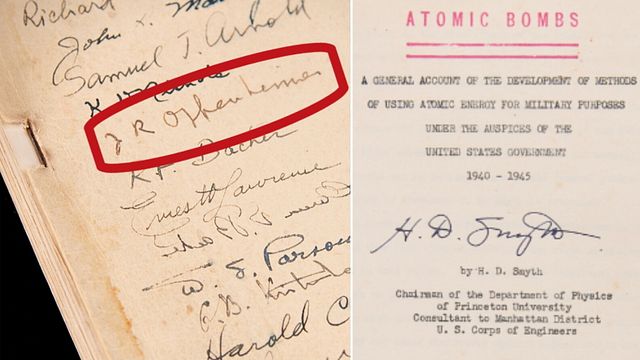 Richard
John L.
Samuel J. Arnold
K D Nichols
J R Oppenheimer
R.F. Bacher
Ernest O. Lawrence
W. S. Parsons
Harold C
ATOMIC BOMBS
A GENERAL ACCOUNT OF THE DEVELOPMENT OF METHODS
OF USING ATOMIC ENERGY FOR MILITARY PURPOSES
UNDER THE AUSPICES OF THE
UNITED STATES GOVERNMENT
1940 - 1945
H. D. Smyth
by H. D. Smyth
Chairman of the Department of Physics
of Princeton University
Consultant to Manhattan District
U. S. Corps of Engineers